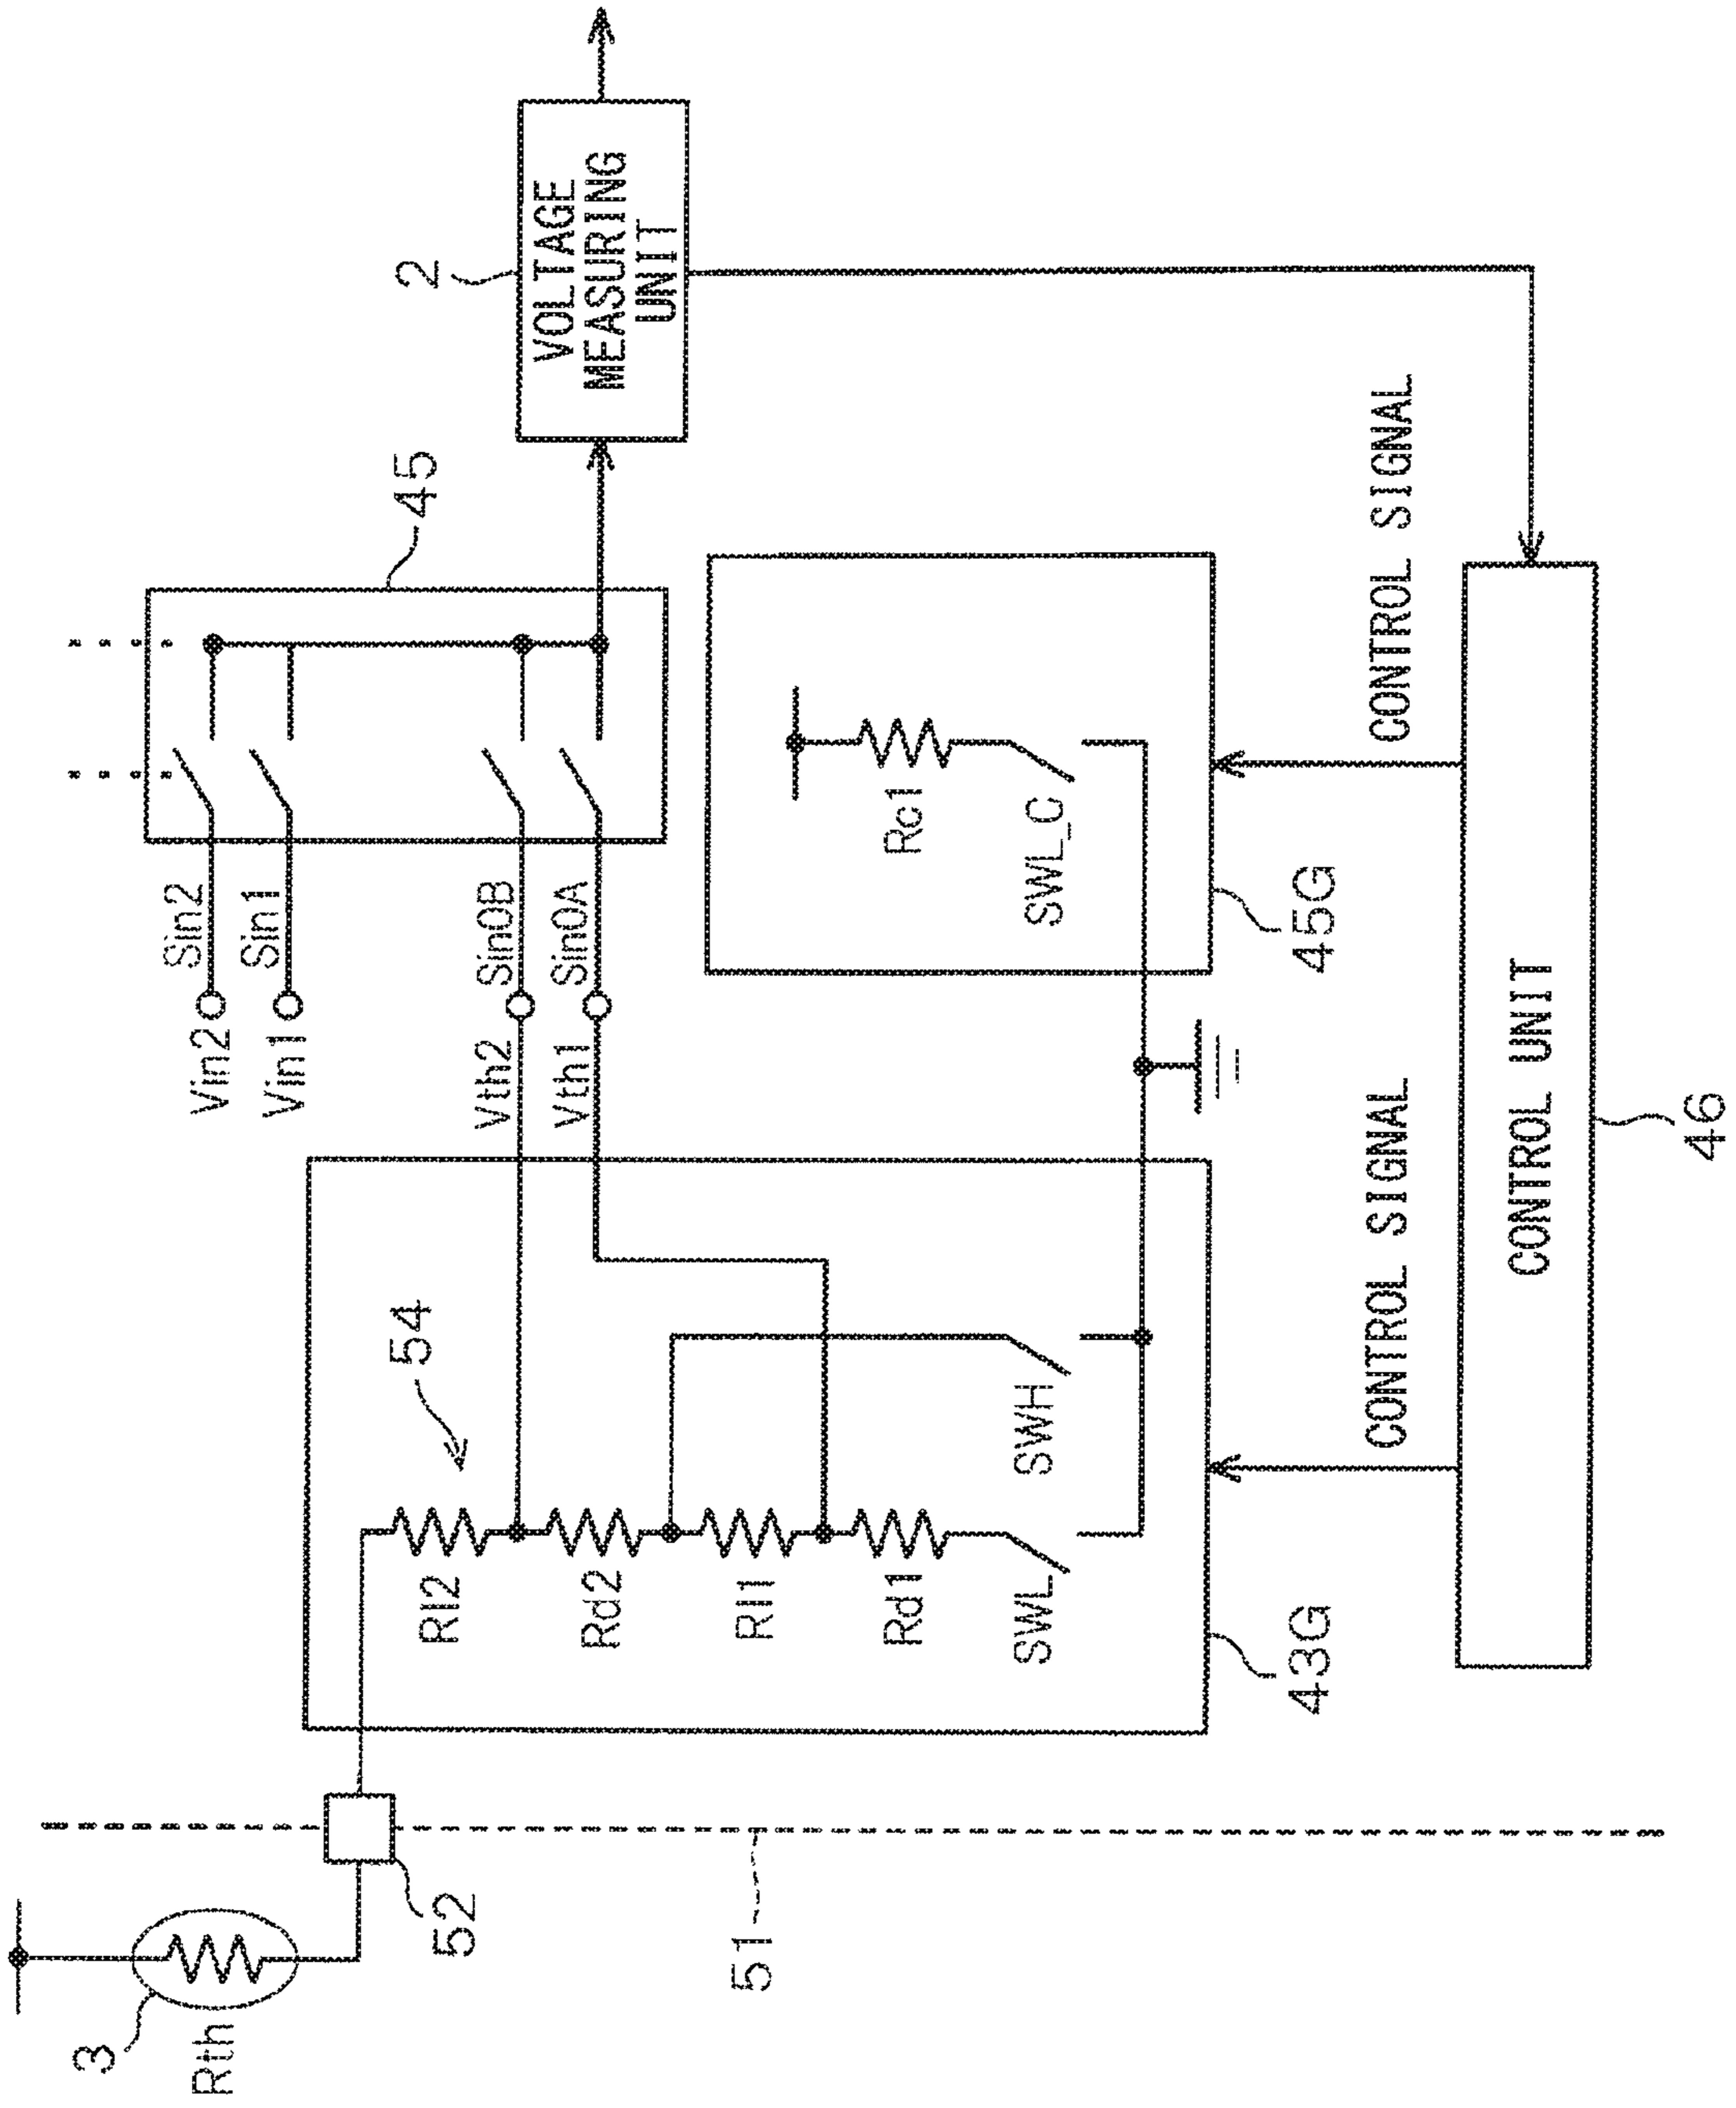 3
Rth
52
51
54
Rl2
Rd2
Rl1
Rd1
SWL
SWH
43G
Vin2
Vin1
Vth2
Vth1
Sin2
Sin1
Sin0B
Sin0A
45
Rc1
SWL_C
45G
2
VOLTAGE
MEASURING
UNIT
CONTROL SIGNAL
CONTROL SIGNAL
CONTROL UNIT
46